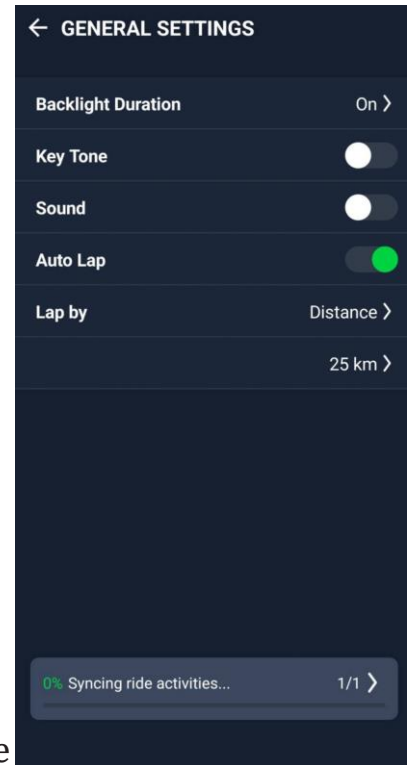 ← GENERAL SETTINGS
Backlight Duration On >
Key Tone
Sound
Auto Lap
Lap by Distance >
25 km >
0% Syncing ride activities... 1/1 >
e